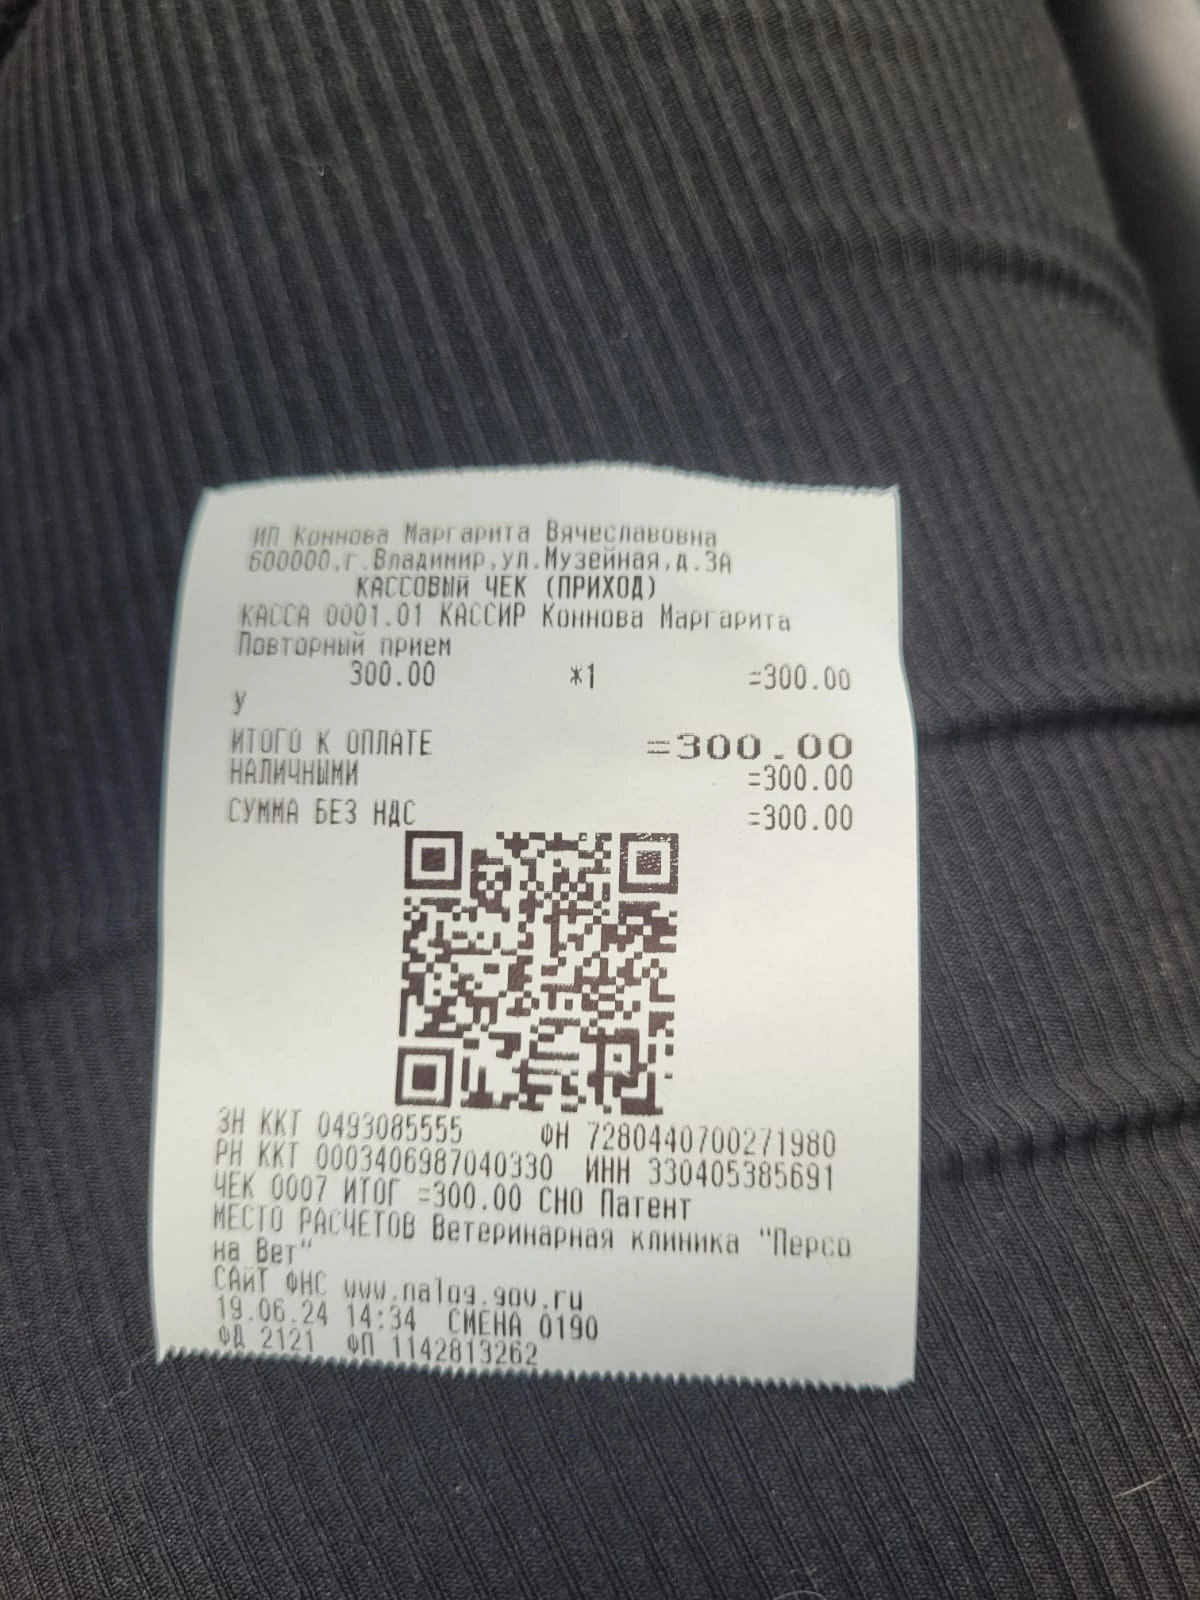 ИП Коннова Маргарита Вячеславовна
600000,г.Владимир,ул.Музейная,д.3А
КАССОВЫЙ ЧЕК (ПРИХОД)
КАССА 0001.01 КАССИР Коннова Маргарита
Повторный прием
300.00 *1 =300.00
У
ИТОГО К ОПЛАТЕ =300.00
НАЛИЧНЫМИ =300.00
СУММА БЕЗ НДС =300.00
ЗН ККТ 0493085555 ФН 7280440700271980
РН ККТ 0003406987040330 ИНН 330405385691
ЧЕК 0007 ИТОГ =300.00 СНО Патент
МЕСТО РАСЧЕТОВ Ветеринарная клиника "Персо
на Вет"
САЙТ ФНС www.nalog.gov.ru
19.06.24 14:34 СМЕНА 0190
ФД 2121 ФП 1142813262